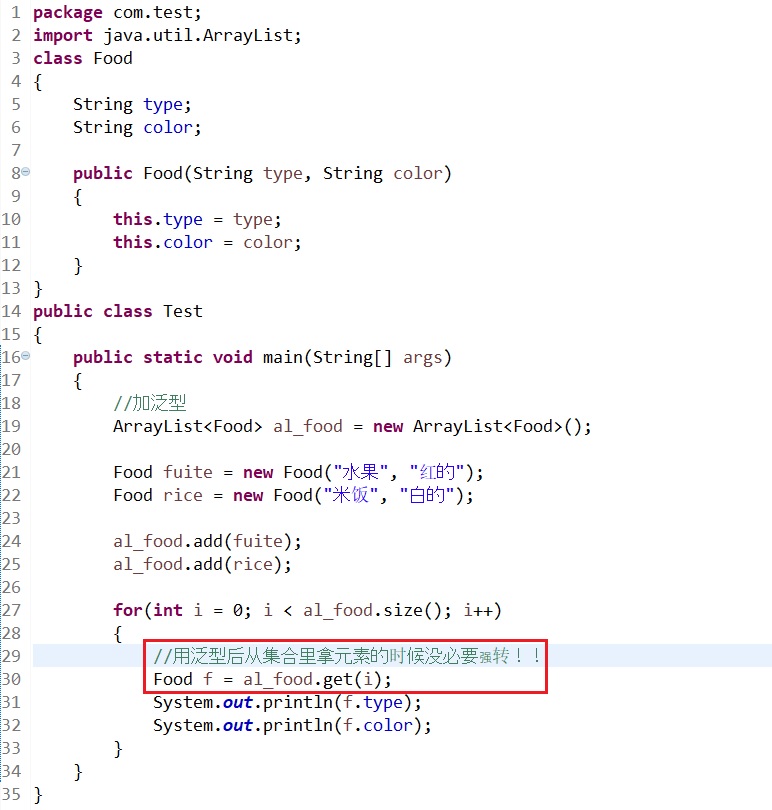 1 package com.test;
2 import java.util.ArrayList;
3 class Food
4 {
5     String type;
6     String color;
7
8     public Food(String type, String color)
9     {
10         this.type = type;
11         this.color = color;
12     }
13 }
14 public class Test
15 {
16     public static void main(String[] args)
17     {
18         //加泛型
19         ArrayList<Food> al_food = new ArrayList<Food>();
20
21         Food fuite = new Food("水果", "红的");
22         Food rice = new Food("米饭", "白的");
23
24         al_food.add(fuite);
25         al_food.add(rice);
26
27         for(int i = 0; i < al_food.size(); i++)
28         {
29             //用泛型后从集合里拿元素的时候没必要强转！！
30             Food f = al_food.get(i);
31             System.out.println(f.type);
32             System.out.println(f.color);
33         }
34     }
35 }